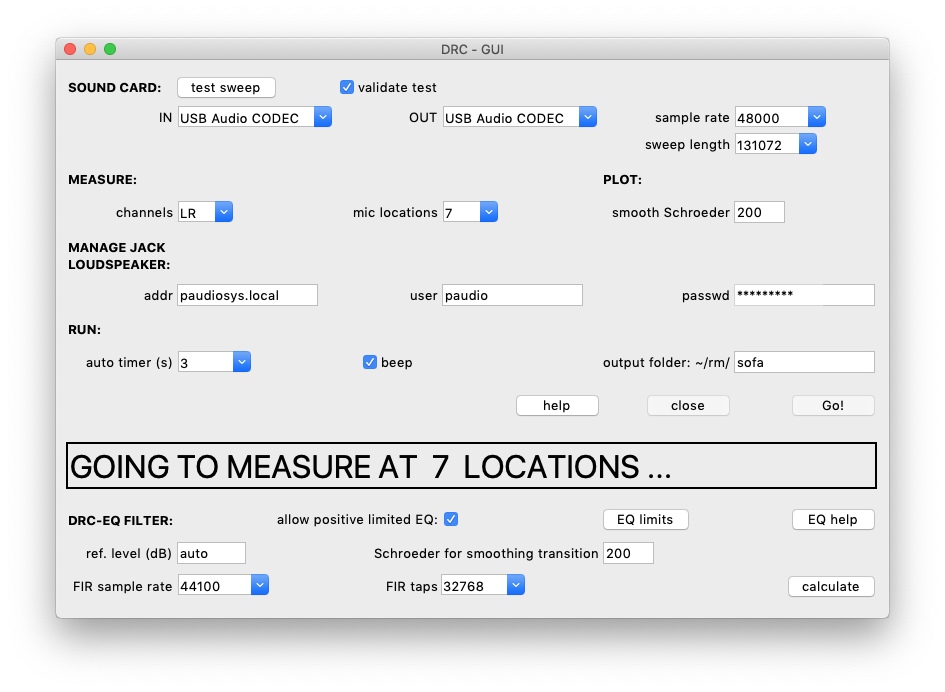 DRC - GUI
SOUND CARD: test sweep validate test
IN USB Audio CODEC OUT USB Audio CODEC sample rate 48000
sweep length 131072
MEASURE: PLOT:
channels LR mic locations 7 smooth Schroeder 200
MANAGE JACK
LOUDSPEAKER:
addr paudiosys.local user paudio passwd *********
RUN:
auto timer (s) 3 beep output folder: ~/rm/ sofa
help close Go!
GOING TO MEASURE AT 7 LOCATIONS ...
DRC-EQ FILTER: allow positive limited EQ: EQ limits EQ help
ref. level (dB) auto Schroeder for smoothing transition 200
FIR sample rate 44100 FIR taps 32768 calculate